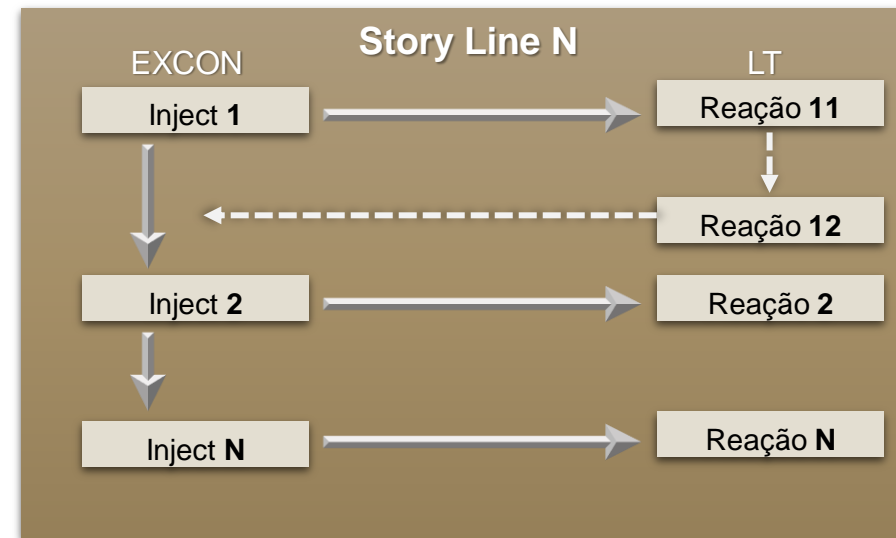 Story Line N
EXCON
LT
Inject 1
Reação 11
Reação 12
Inject 2
Reação 2
Inject N
Reação N